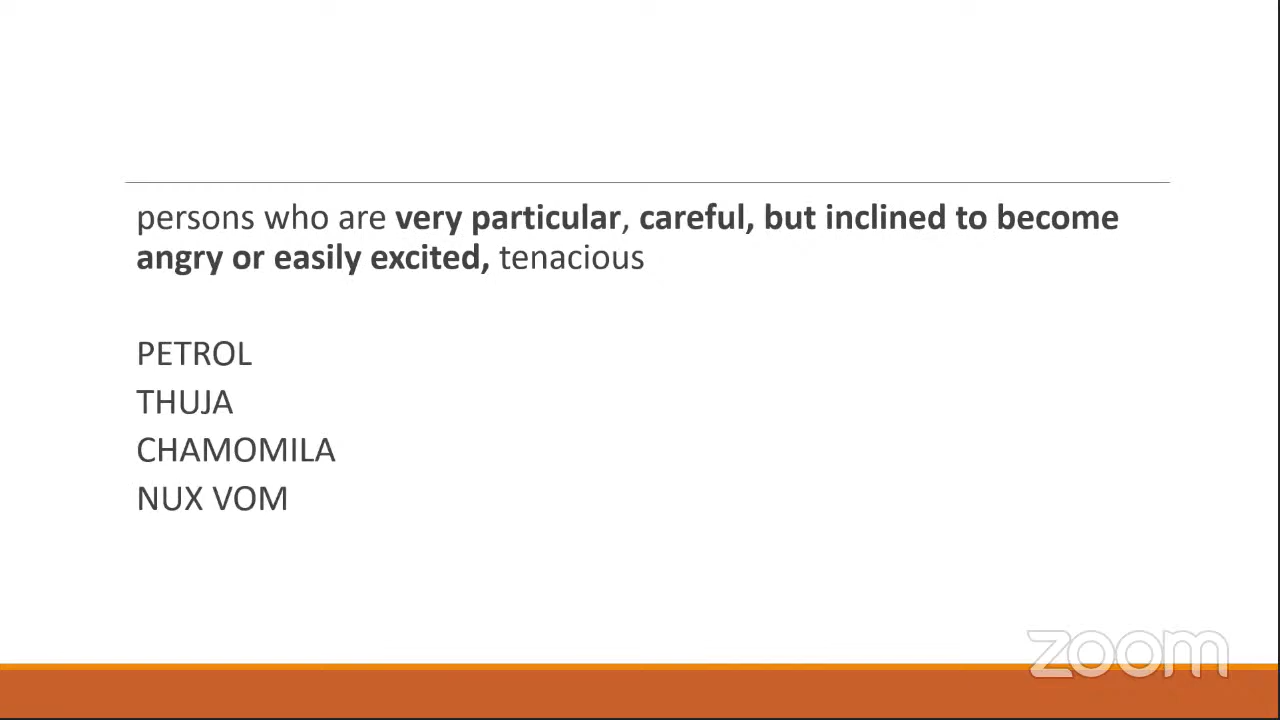 persons who are very particular, careful, but inclined to become
angry or easily excited, tenacious
PETROL
THUJA
CHAMOMILA
NUX VOM
zoom